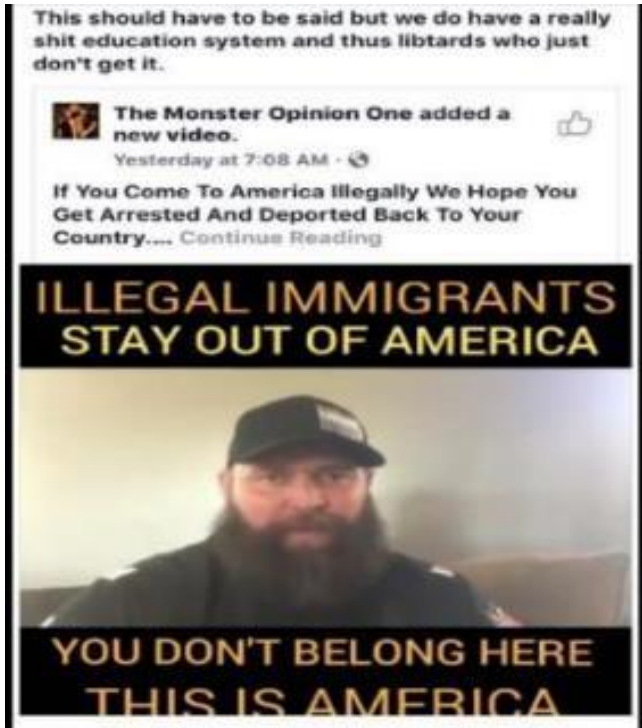 This should have to be said but we do have a really
shit education system and thus libtards who just
don't get it.
The Monster Opinion One added a
new video.
Yesterday at 7:08 AM ·
If You Come To America Illegally We Hope You
Get Arrested And Deported Back To Your
Country.... Continue Reading
ILLEGAL IMMIGRANTS
STAY OUT OF AMERICA
YOU DON'T BELONG HERE
THIS IS AMERICA